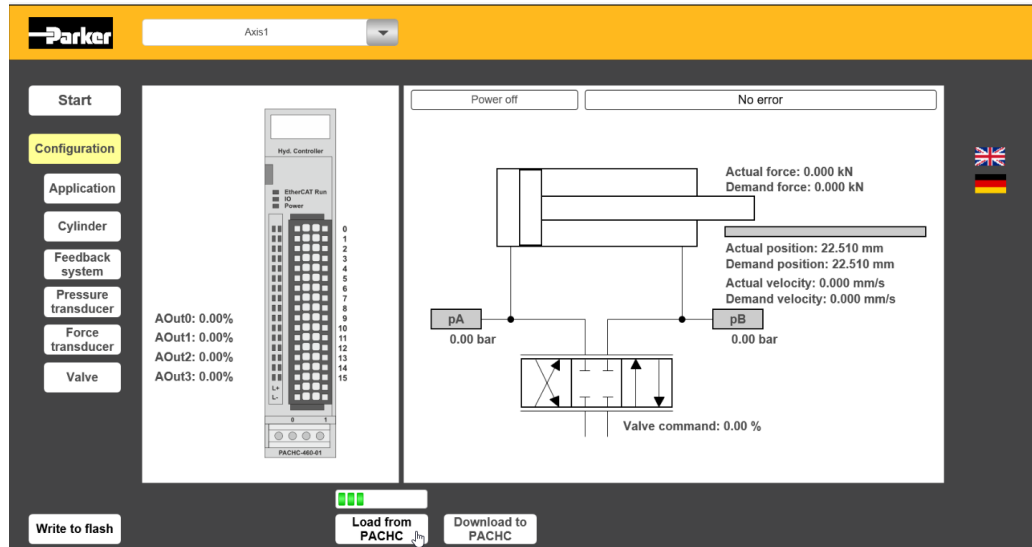 Parker
Axis1
Start
Configuration
Application
Cylinder
Feedback
system
Pressure
transducer
Force
transducer
Valve
Write to flash
Hyd. Controller
EtherCAT Run
IO
Power
0
1
2
3
4
5
6
7
8
9
10
11
12
13
14
15
L+
L-
0 1
PACHC-460-01
AOut0: 0.00%
AOut1: 0.00%
AOut2: 0.00%
AOut3: 0.00%
Power off
No error
Actual force: 0.000 kN
Demand force: 0.000 kN
Actual position: 22.510 mm
Demand position: 22.510 mm
Actual velocity: 0.000 mm/s
Demand velocity: 0.000 mm/s
pA
0.00 bar
pB
0.00 bar
Valve command: 0.00 %
Load from
PACHC
Download to
PACHC